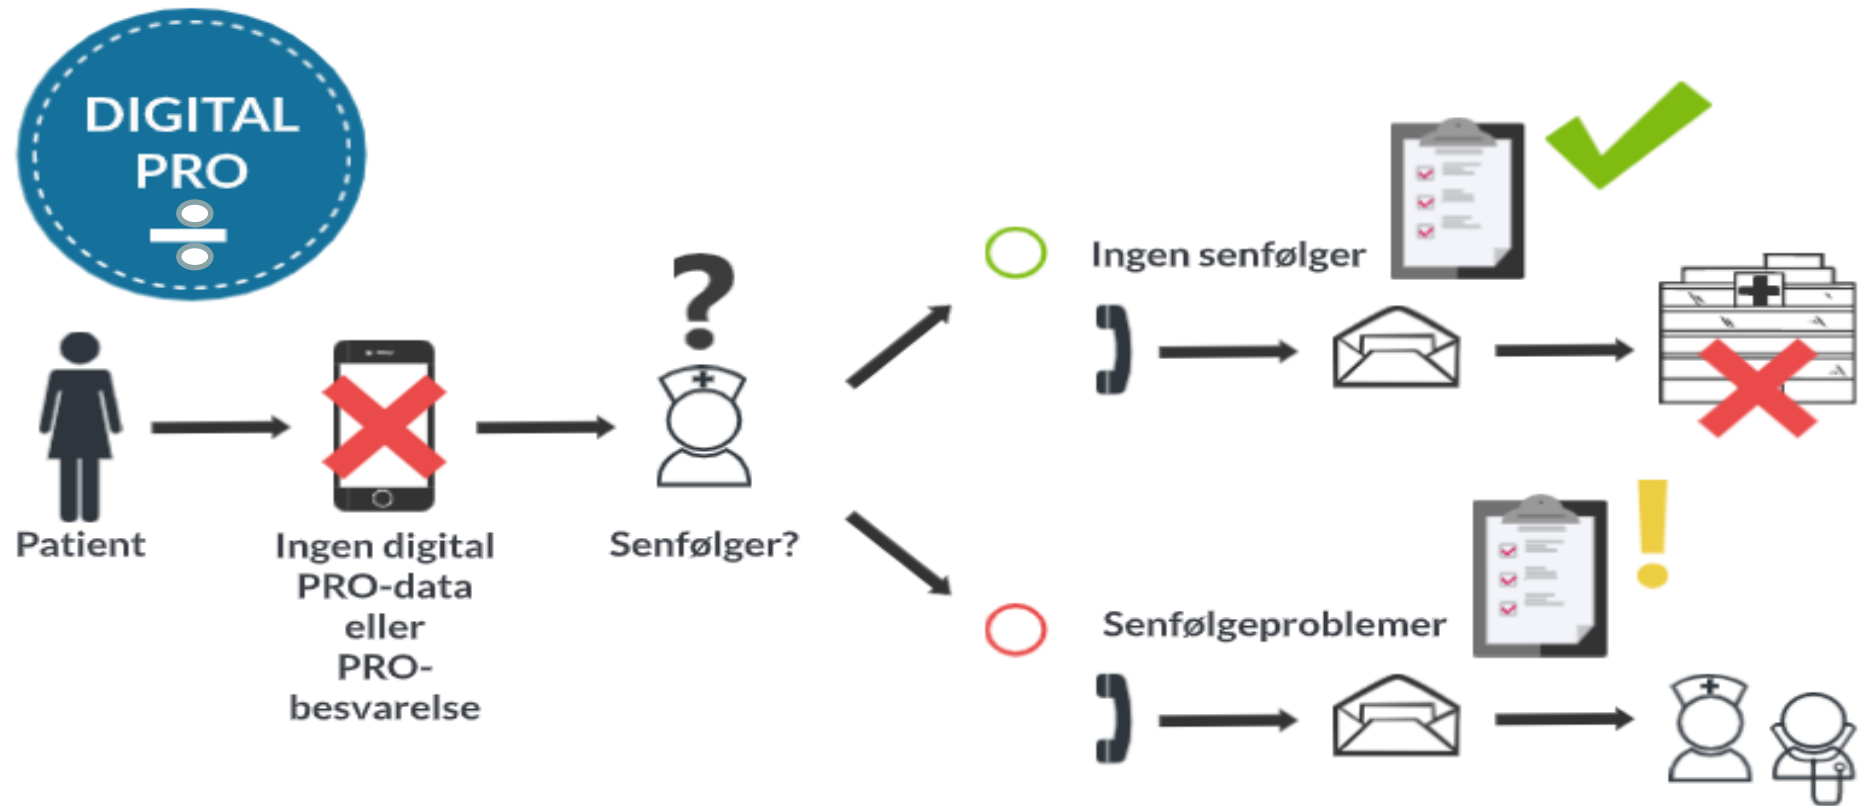 DIGITAL
PRO
Patient
Ingen digital
PRO-data
eller
PRO-
besvarelse
?
Senfølger?
Ingen senfølger
Senfølgeproblemer
!